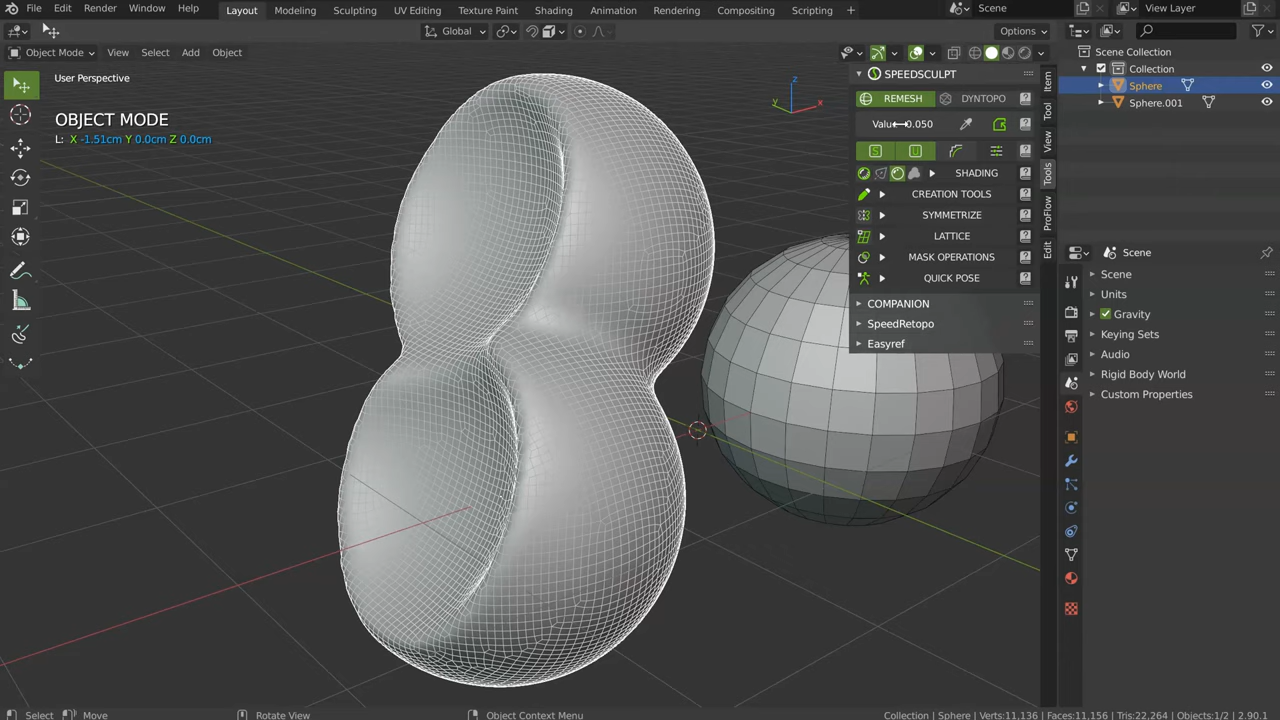 File Edit Render Window Help Layout Modeling Sculpting UV Editing Texture Paint Shading Animation Rendering Compositing Scripting + Scene View Layer
Global Options
Object Mode View Select Add Object
User Perspective
OBJECT MODE
L: X -1.51cm Y 0.0cm Z 0.0cm
z
y
x
SPEEDSCULPT
REMESH DYNTOPO
Valu 0.050
S U
SHADING
CREATION TOOLS
SYMMETRIZE
LATTICE
MASK OPERATIONS
QUICK POSE
COMPANION
SpeedRetopo
Easyref
Item
Tool
View
Tools
ProFlow
Edit
Scene Collection
Collection
Sphere
Sphere.001
Scene
Scene
Units
Gravity
Keying Sets
Audio
Rigid Body World
Custom Properties
Select Move Rotate View Object Context Menu Collection | Sphere | Verts:11,136 | Faces:11,156 | Tris:22,264 | Objects:1/2 | 2.90.1